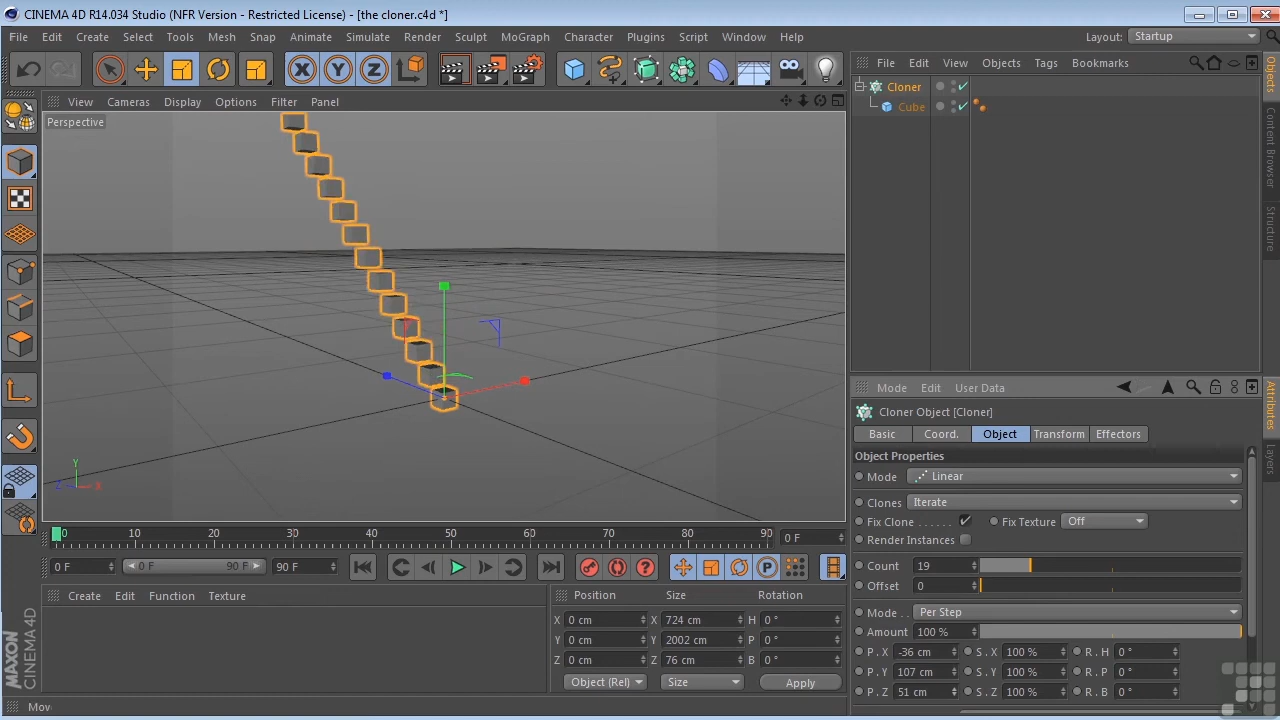 CINEMA 4D R14.034 Studio (NFR Version - Restricted License) - [the cloner.c4d *]
File Edit Create Select Tools Mesh Snap Animate Simulate Render Sculpt MoGraph Character Plugins Script Window Help Layout: Startup
X Y Z
File Edit View Objects Tags Bookmarks
View Cameras Display Options Filter Panel
Perspective
Cloner
Cube
Objects
Content Browser
Structure
Y
Z X
Mode Edit User Data
Attributes
Layers
Cloner Object [Cloner]
Basic Coord. Object Transform Effectors
Object Properties
Mode Linear
Clones Iterate
Fix Clone . . . . . . Fix Texture Off
Render Instances
Count 19
Offset 0
Mode . . Per Step
Amount 100 %
P . X -36 cm S . X 100 % R . H 0 °
P . Y 107 cm S . Y 100 % R . P 0 °
P . Z 51 cm S . Z 100 % R . B 0 °
0 10 20 30 40 50 60 70 80 90 0 F
0 F 0 F 90 F 90 F
P
Create Edit Function Texture
Position Size Rotation
X 0 cm X 724 cm H 0 °
Y 0 cm Y 2002 cm P 0 °
Z 0 cm Z 76 cm B 0 °
Object (Rel) Size Apply
MAXON
CINEMA 4D
Mov